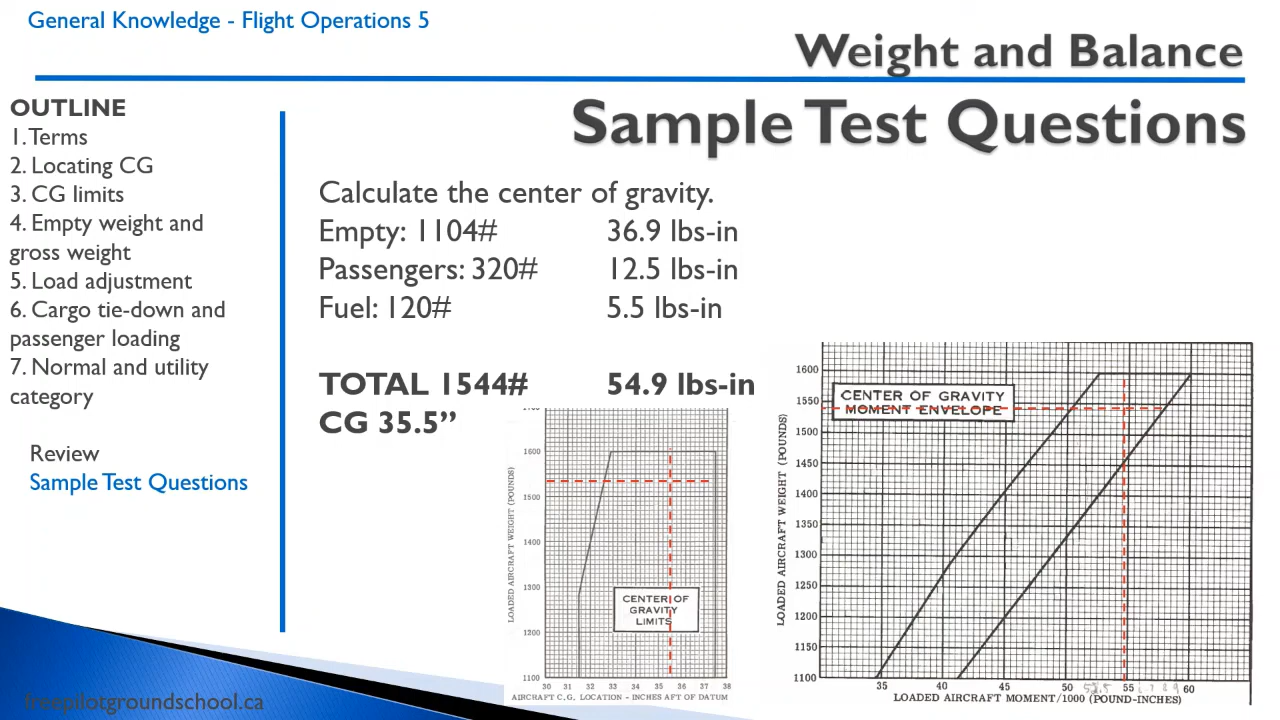 General Knowledge - Flight Operations 5
Weight and Balance
Sample Test Questions
OUTLINE
1. Terms
2. Locating CG
3. CG limits
4. Empty weight and
gross weight
5. Load adjustment
6. Cargo tie-down and
passenger loading
7. Normal and utility
category
Review
Sample Test Questions
Calculate the center of gravity.
Empty: 1104# 36.9 lbs-in
Passengers: 320# 12.5 lbs-in
Fuel: 120# 5.5 lbs-in
TOTAL 1544# 54.9 lbs-in
CG 35.5”
1700
1600
1500
1400
1300
1200
1100
LOADED AIRCRAFT WEIGHT (POUNDS)
CENTER OF
GRAVITY
LIMITS
30 31 32 33 34 35 36 37 38
AIRCRAFT C.G. LOCATION - INCHES AFT OF DATUM
1600
1550
1500
1450
1400
1350
1300
1250
1200
1150
1100
LOADED AIRCRAFT WEIGHT (POUNDS)
CENTER OF GRAVITY
MOMENT ENVELOPE
35 40 45 50 55 60
LOADED AIRCRAFT MOMENT/1000 (POUND-INCHES)
freepilotgroundschool.ca